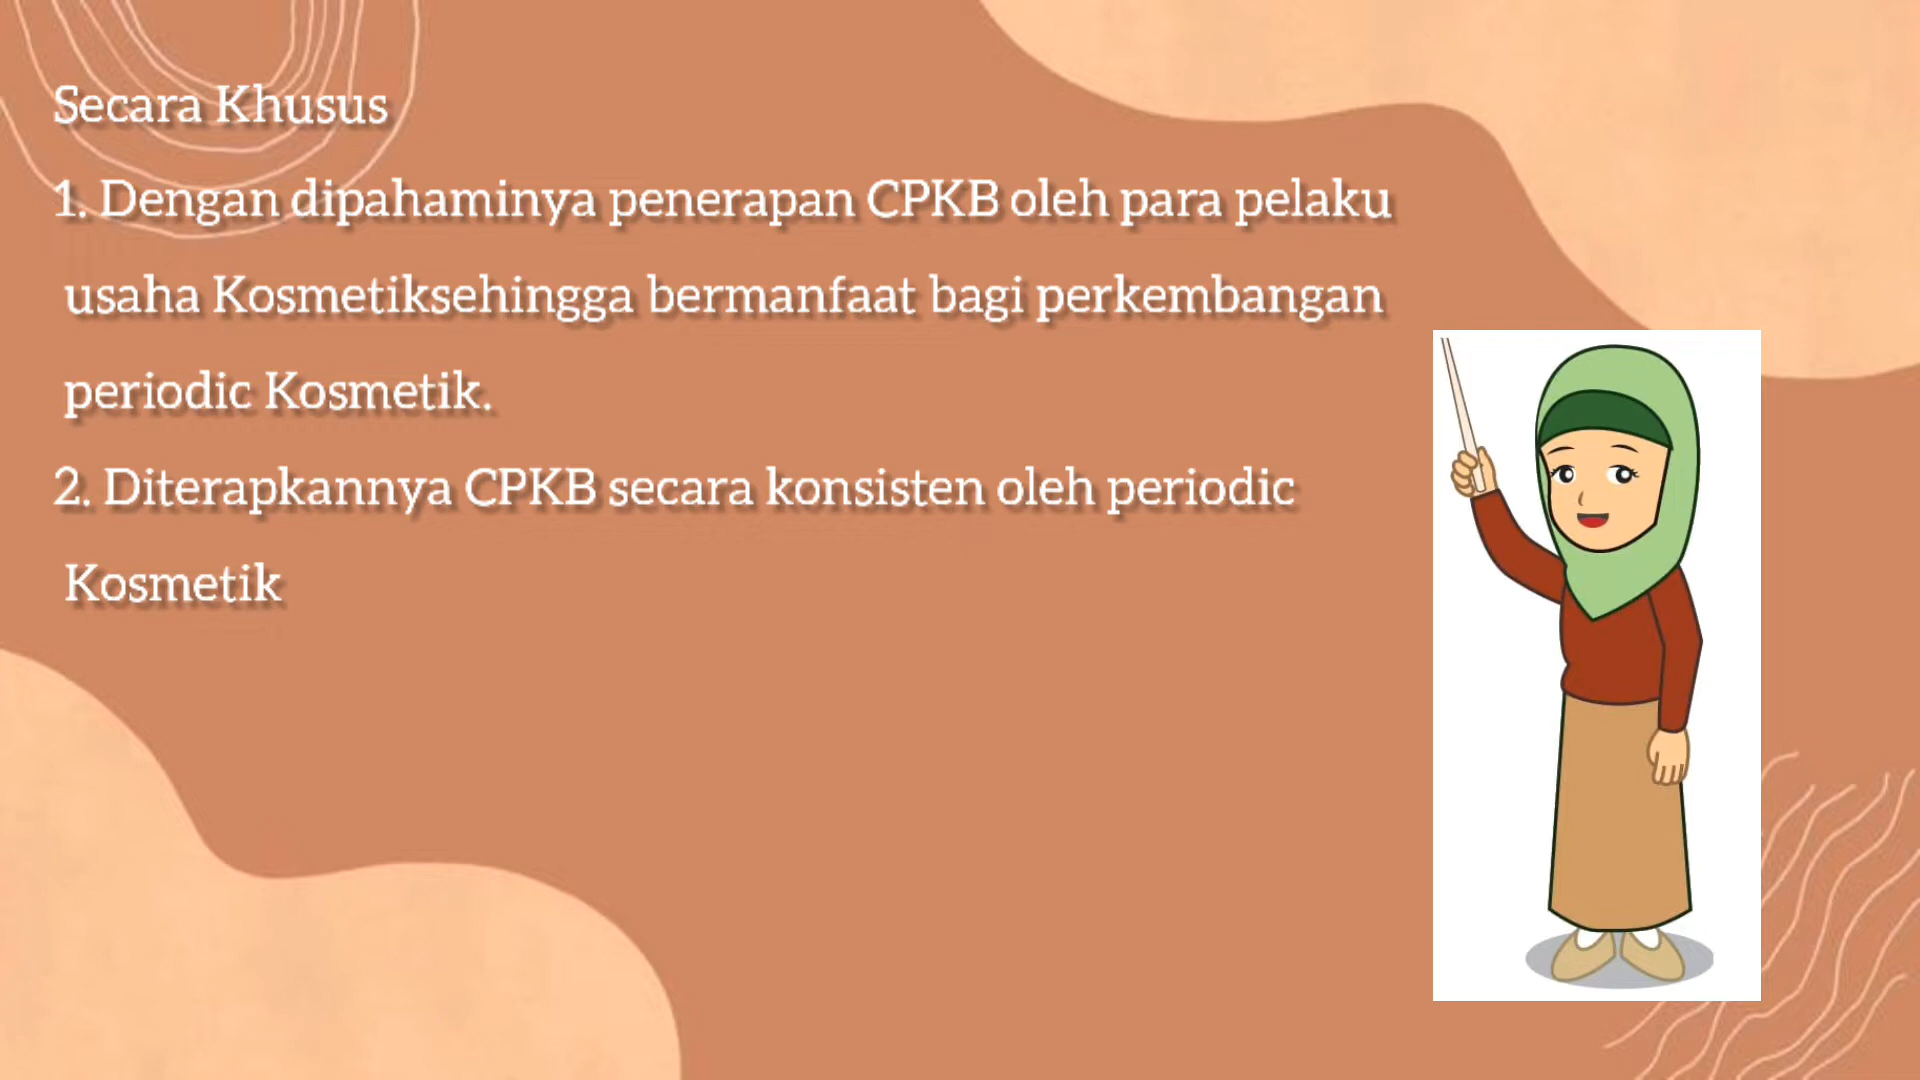 Secara Khusus
1. Dengan dipahaminya penerapan CPKB oleh para pelaku
usaha Kosmetiksehingga bermanfaat bagi perkembangan
periodic Kosmetik.
2. Diterapkannya CPKB secara konsisten oleh periodic
Kosmetik